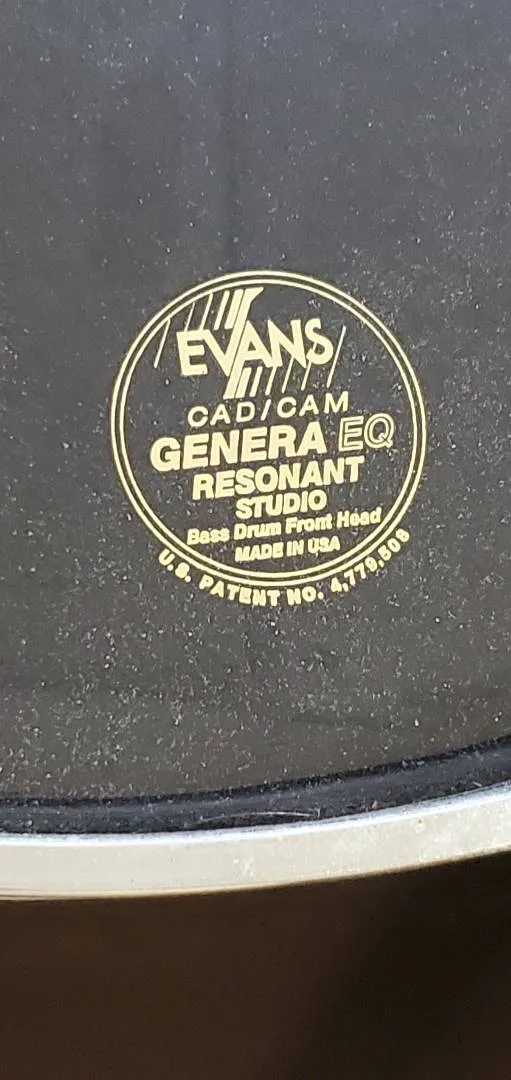 EVANS
CAD/CAM
GENERA EQ
RESONANT
STUDIO
Bass Drum Front Head
MADE IN USA
U.S. PATENT NO. 4,779,508